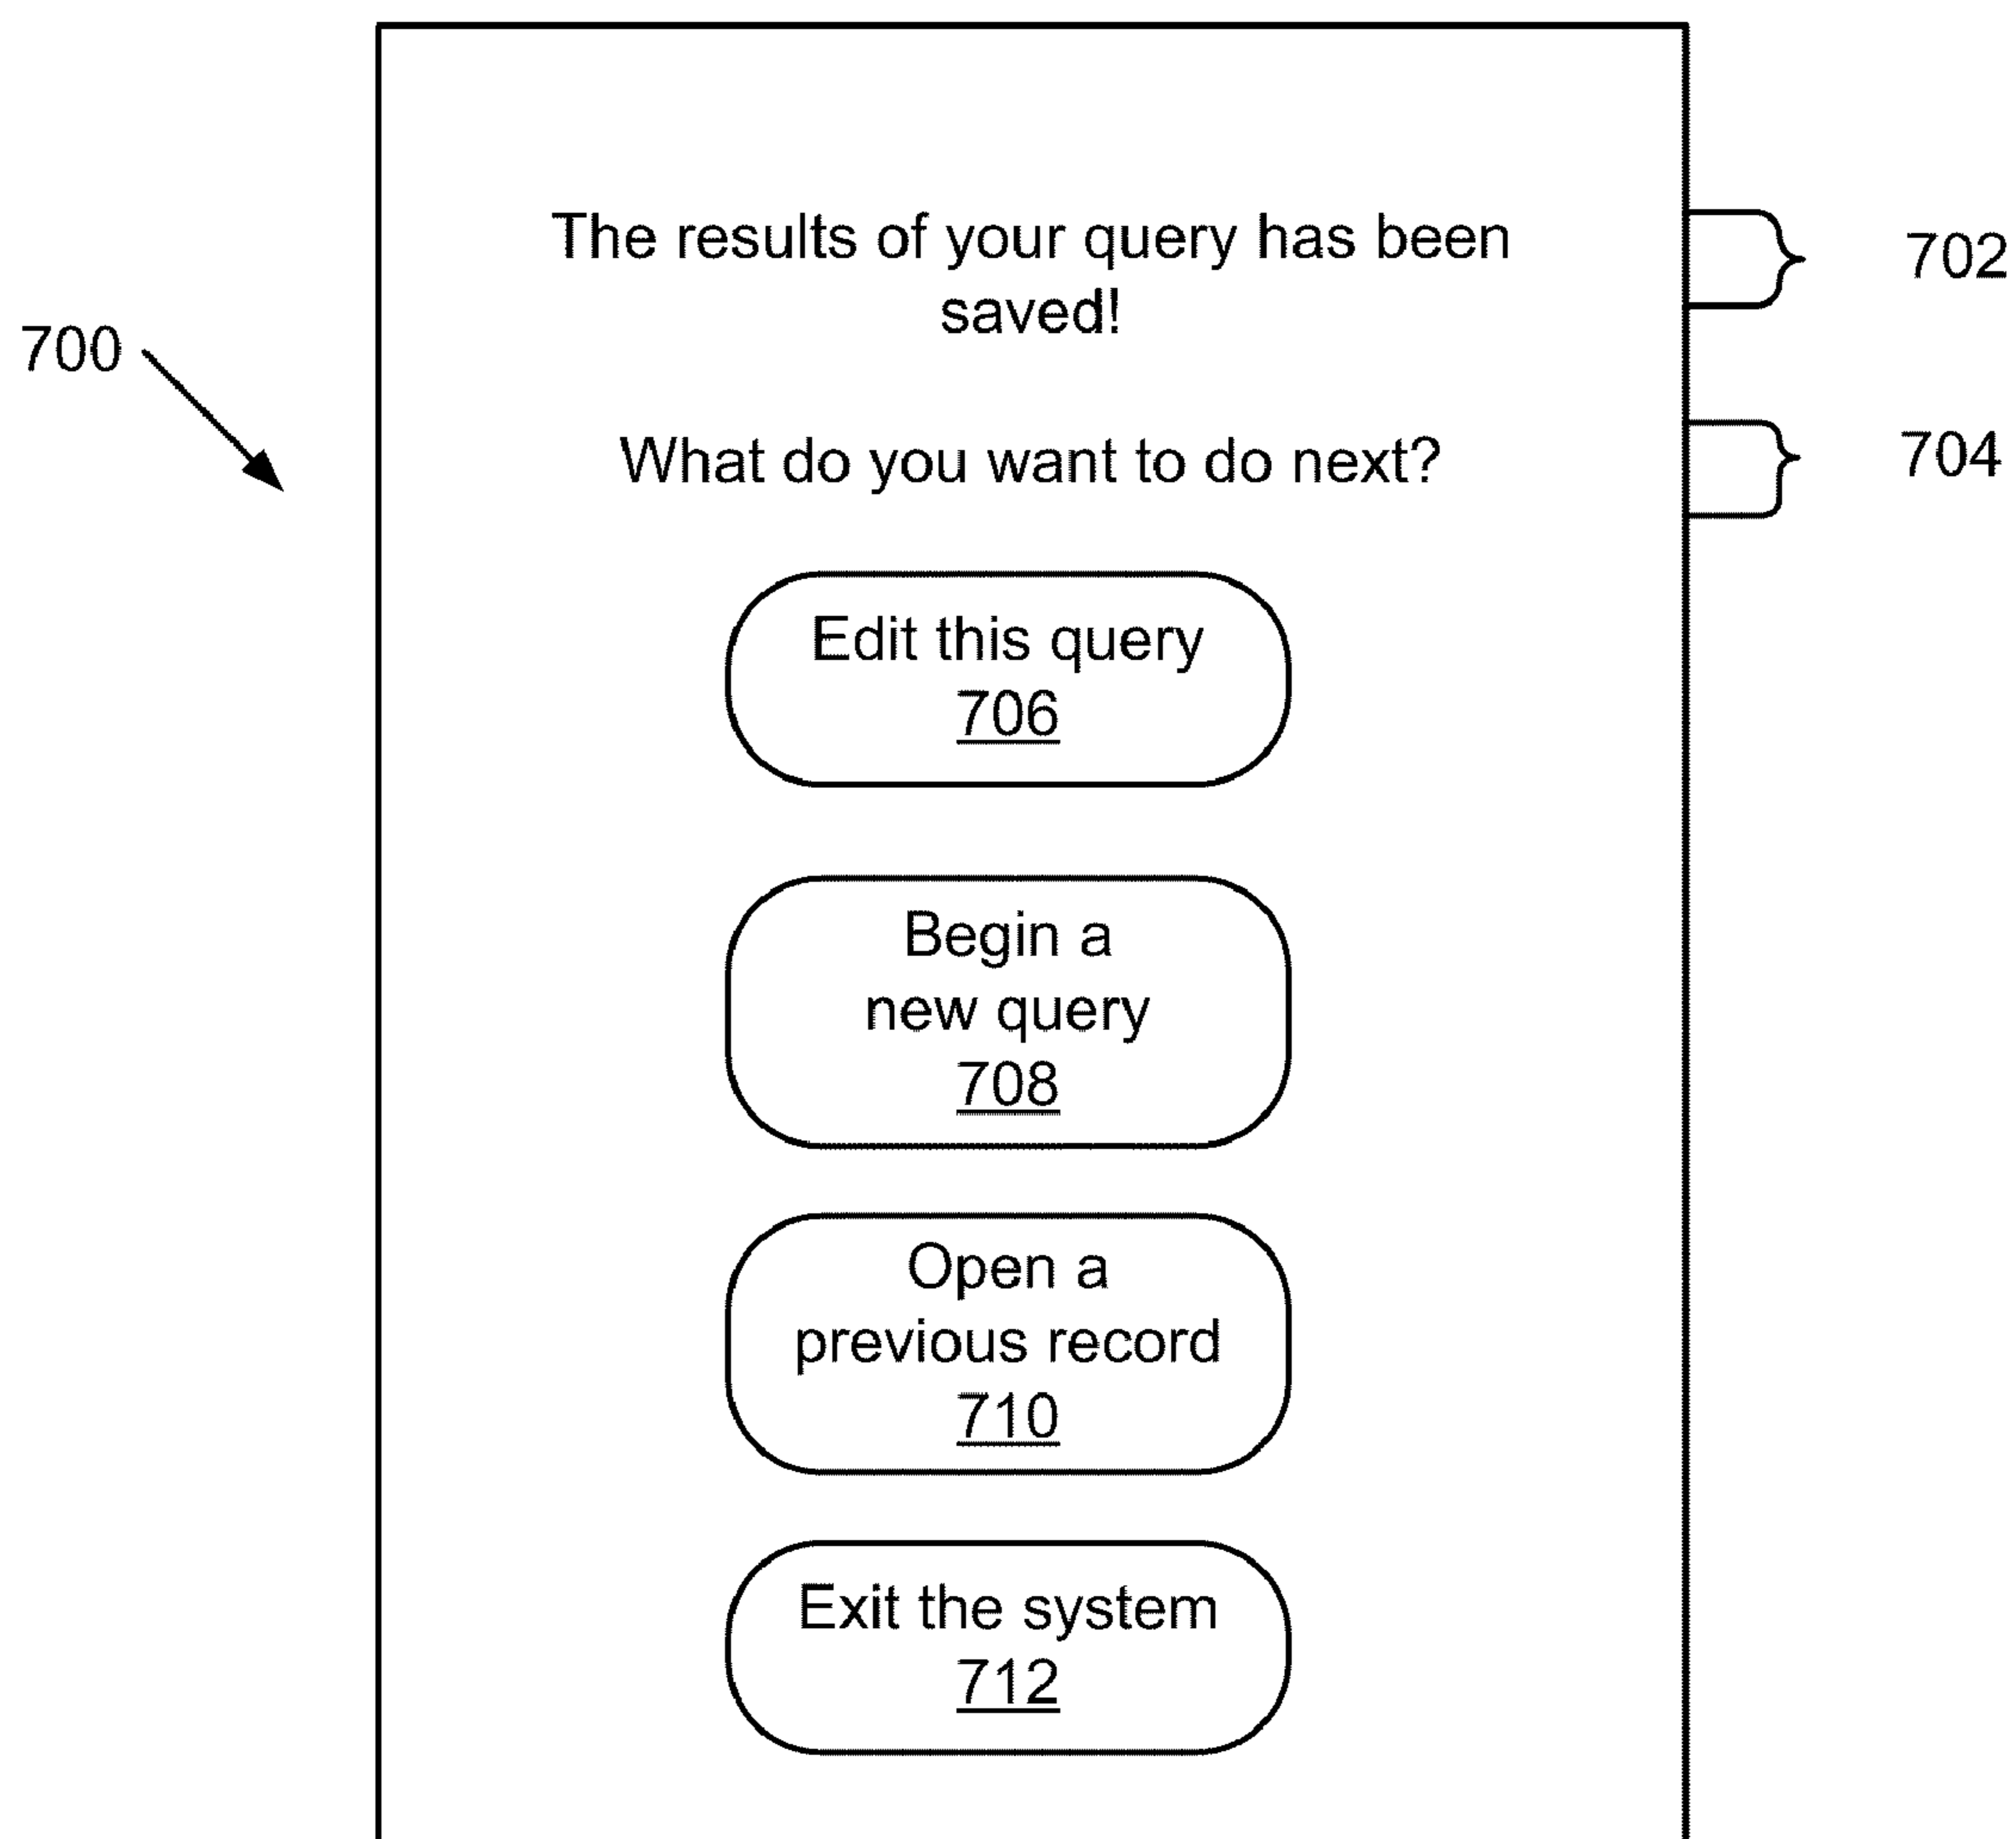 The results of your query has been
saved!
702
700
What do you want to do next?
704
Edit this query
706
Begin a
new query
708
Open a
previous record
710
Exit the system
712